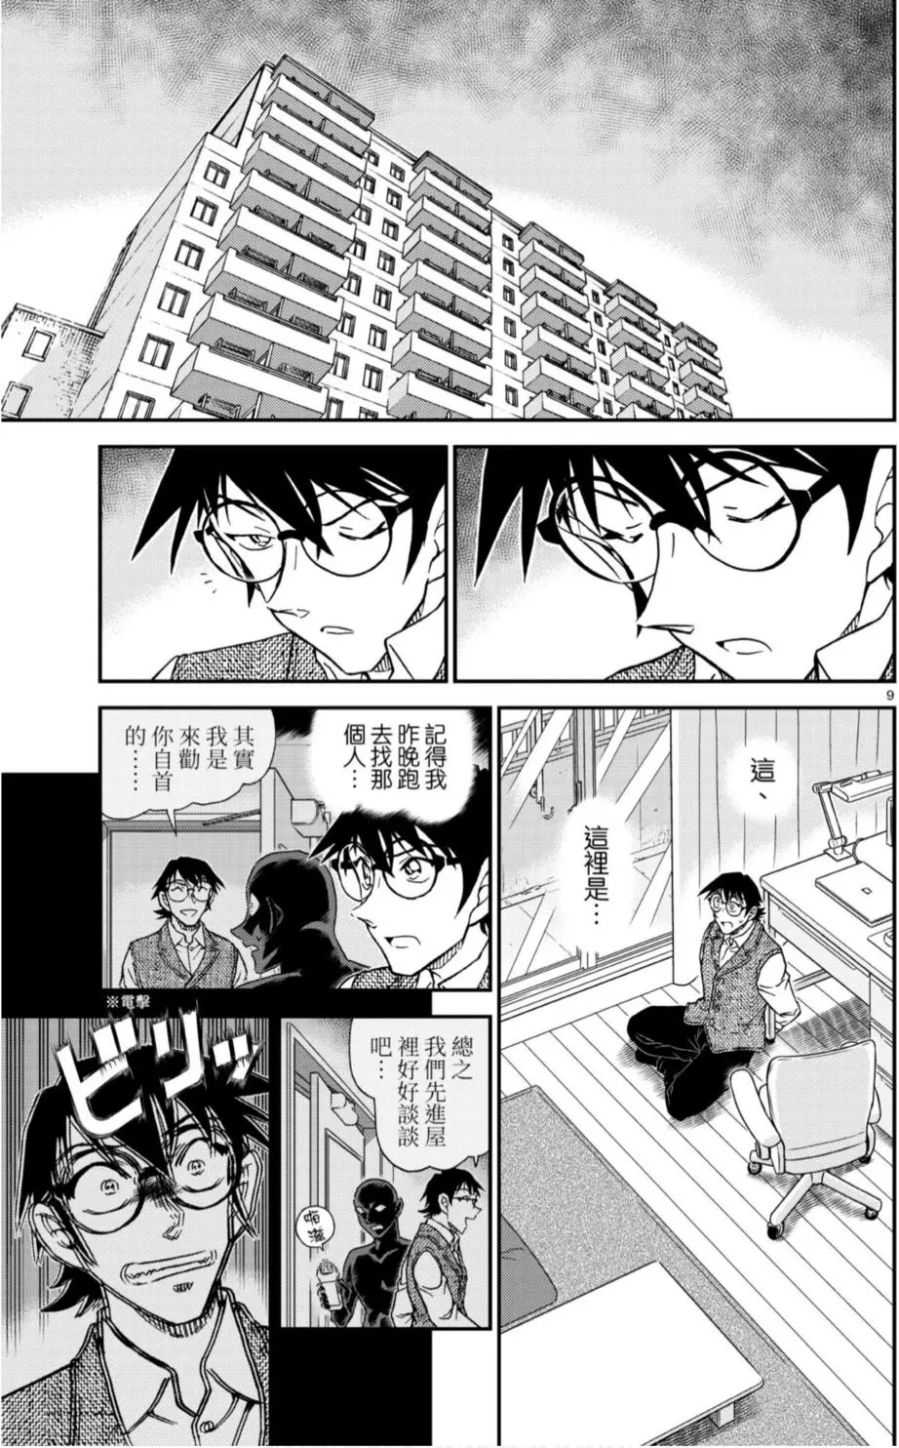 9
這、
這裡是…
記得我
昨晚跑
去找那
個人…
其實
我是
來勸
你自首
的……
總之
我們先進屋
裡好好談談
吧…
啪滋
※電擊
ビリッ